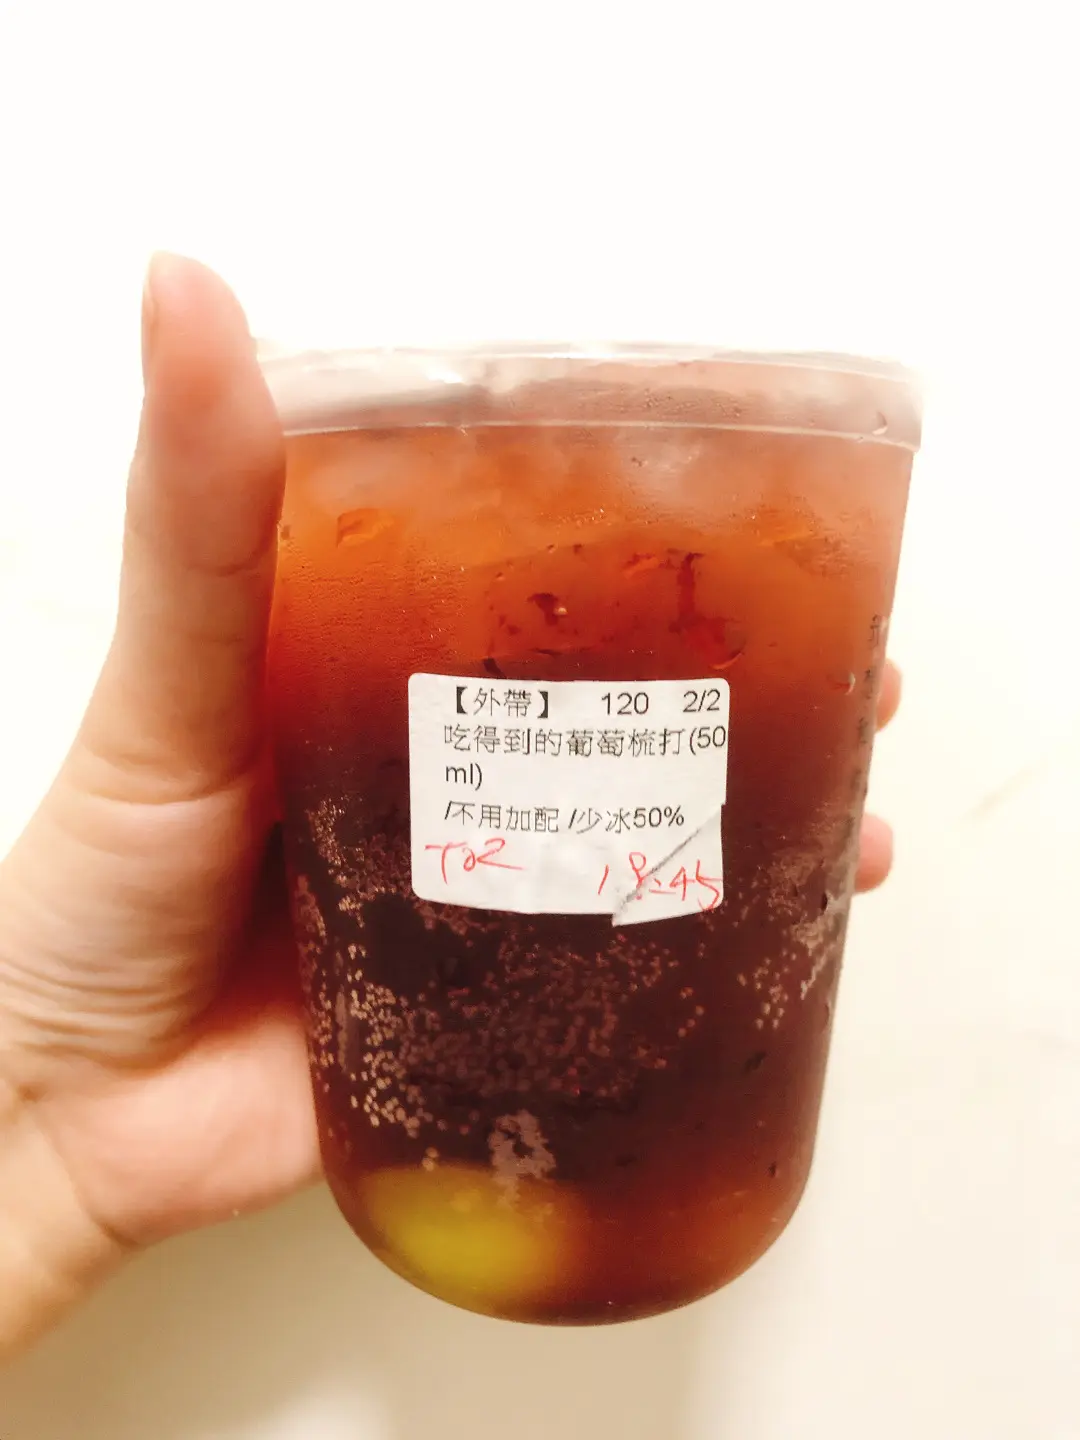 【外帶】 120 2/2
吃得到的葡萄梳打(50
ml)
/不用加配 /少冰50%
T02 18:45